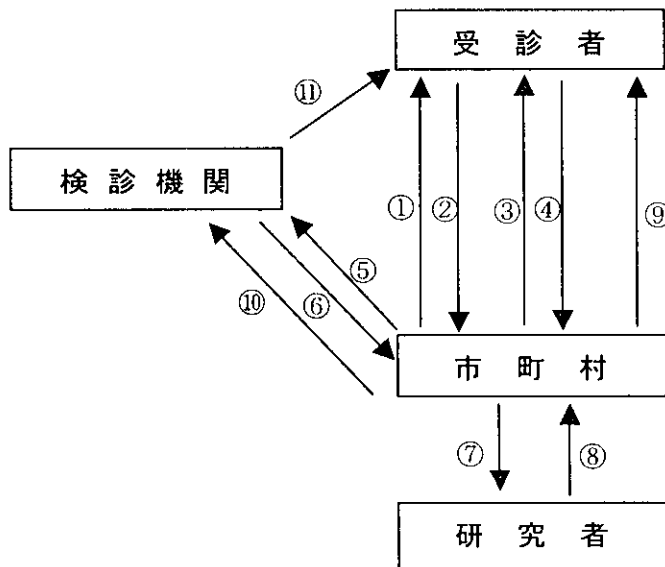 受診者
⑪
検診機関
① ② ③ ④ ⑨
⑤
⑩ ⑥
市町村
⑦ ⑧
研究者